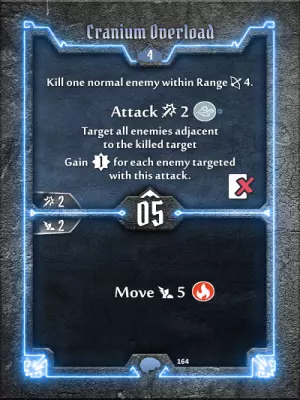 Cranium Overload
4
Kill one normal enemy within Range 4.
Attack 2
Target all enemies adjacent
to the killed target
Gain 1 for each enemy targeted
with this attack.
2
05
2
Move 5
164